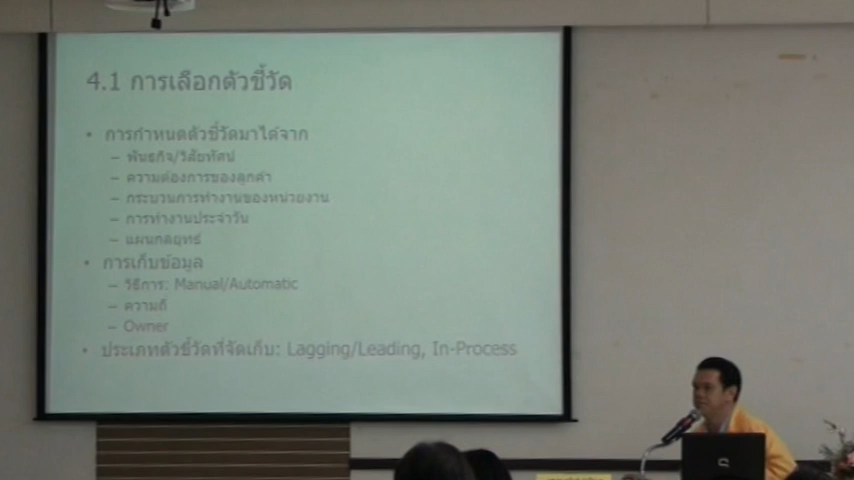 4.1 การเลือกตัวชี้วัด
• การกำหนดตัวชี้วัดมาได้จาก
– พันธกิจ/วิสัยทัศน์
– ความต้องการของลูกค้า
– กระบวนการทำงานของหน่วยงาน
– การทำงานประจำวัน
– แผนกลยุทธ์
• การเก็บข้อมูล
– วิธีการ: Manual/Automatic
– ความถี่
– Owner
• ประเภทตัวชี้วัดที่จัดเก็บ: Lagging/Leading, In-Process